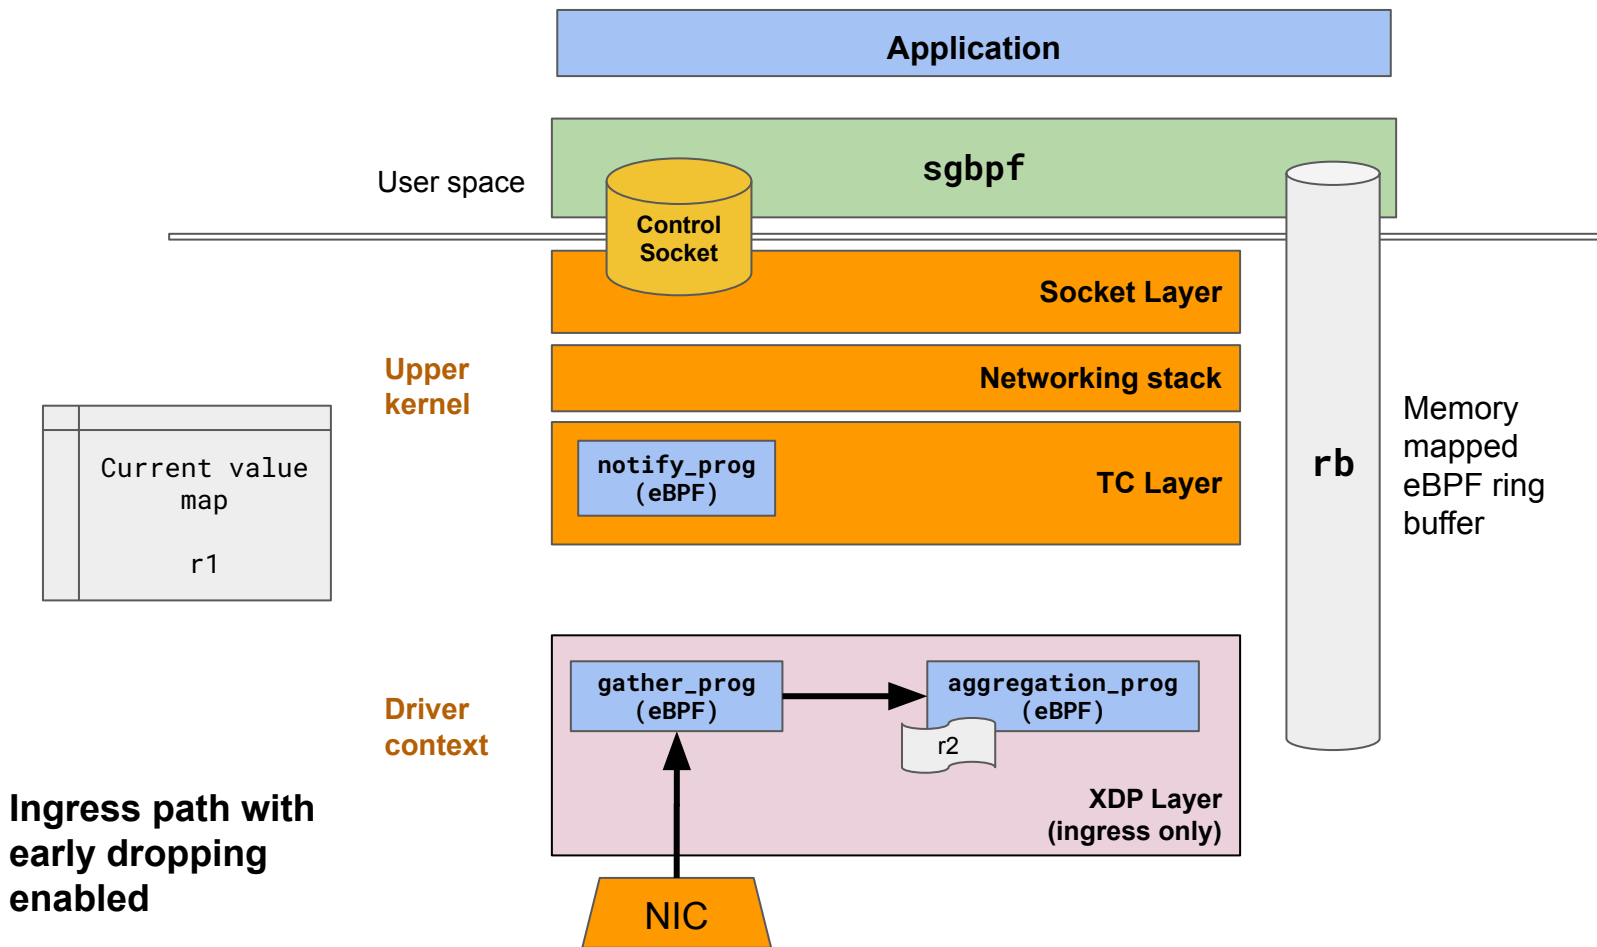 Application
sgbpf
User space
Control
Socket
Socket Layer
Upper
kernel
Networking stack
Current value
map
r1
notify_prog
(eBPF)
TC Layer
rb
Memory
mapped
eBPF ring
buffer
Driver
context
gather_prog
(eBPF)
aggregation_prog
(eBPF)
r2
XDP Layer
(ingress only)
Ingress path with
early dropping
enabled
NIC